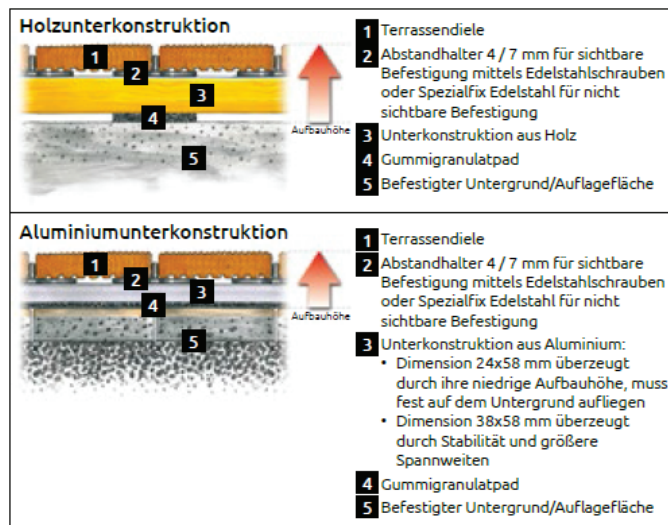 Holzunterkonstruktion
1
2
3
4
5
Aufbauhöhe
1 Terrassendiele
2 Abstandhalter 4 / 7 mm für sichtbare
Befestigung mittels Edelstahlschrauben
oder Spezialfix Edelstahl für nicht
sichtbare Befestigung
3 Unterkonstruktion aus Holz
4 Gummigranulatpad
5 Befestigter Untergrund/Auflagefläche
Aluminiumunterkonstruktion
1
2
3
4
5
Aufbauhöhe
1 Terrassendiele
2 Abstandhalter 4 / 7 mm für sichtbare
Befestigung mittels Edelstahlschrauben
oder Spezialfix Edelstahl für nicht
sichtbare Befestigung
3 Unterkonstruktion aus Aluminium:
• Dimension 24x58 mm überzeugt
durch ihre niedrige Aufbauhöhe, muss
fest auf dem Untergrund aufliegen
• Dimension 38x58 mm überzeugt
durch Stabilität und größere
Spannweiten
4 Gummigranulatpad
5 Befestigter Untergrund/Auflagefläche